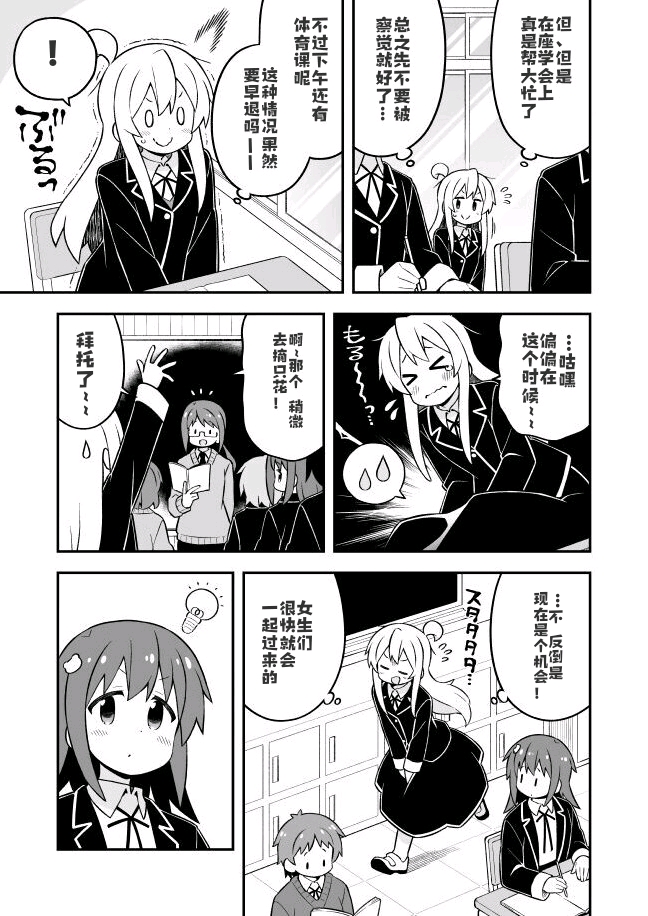 但、但是
在座学会上
真是帮大忙了
总之先不要被
察觉就好了…
不过下午还有
体育课呢
这种情况果然
要早退吗——
！
ぶるっ
…咕嘿
偏偏在
这个时候～
もる～～っ…
啊～那个 稍微
去摘只花！
拜托了～～
…不 反倒是
现在是个机会！
スタタタタ…
女生们
很快就会
一起过来的